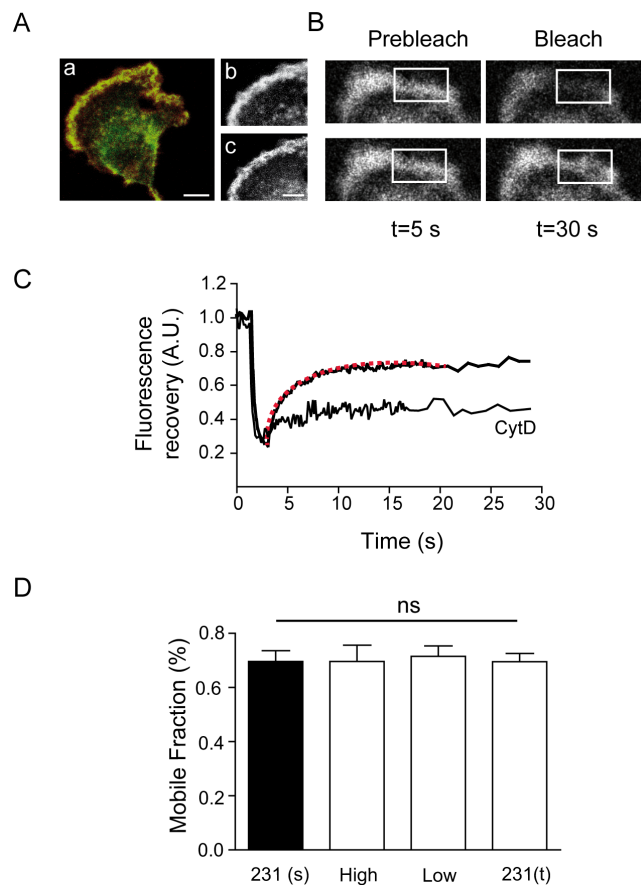 A
B
Prebleach
Bleach
a
b
c
t=5 s
t=30 s
C
Fluorescence
recovery (A.U.)
1.2
1.0
0.8
0.6
0.4
0.2
CytD
0
5
10
15
20
25
30
Time (s)
D
ns
Mobile Fraction (%)
0.8
0.6
0.4
0.2
0.0
231 (s)
High
Low
231(t)